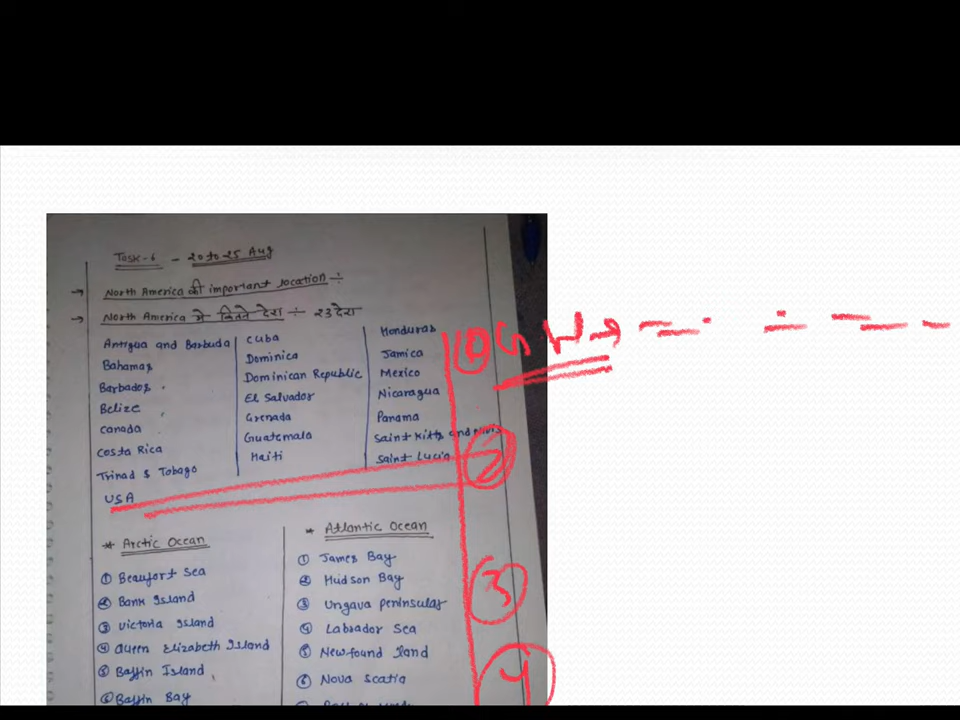 Task-6 - 20 to 25 Aug
→ North America की important location ÷
→ North America मे कितने देश ÷ 23 देश
Antigua and Barbuda
Bahamas
Barbados
Belize
Canada
Costa Rica
Trinad & Tobago
USA
Cuba
Dominica
Dominican Republic
El Salvador
Grenada
Guatemala
Haiti
Honduras
Jamica
Mexico
Nicaragua
Panama
Saint Kitts and Nivis
Saint Lucia
* Arctic Ocean
① Beaufort Sea
② Bank Island
③ Victoria Island
④ Queen Elizabeth Island
⑤ Baffin Island
⑥ Baffin Bay
* Atlantic Ocean
① James Bay
② Hudson Bay
③ Ungava peninsular
④ Labrador Sea
⑤ Newfound land
⑥ Nova Scatia
①
②
③
④